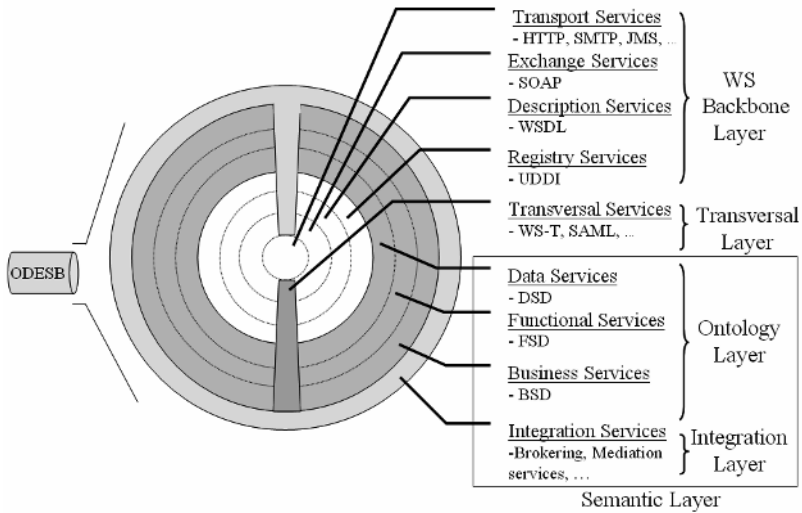 Transport Services
- HTTP, SMTP, JMS, ..
Exchange Services
- SOAP
Description Services
- WSDL
Registry Services
- UDDI
WS
Backbone
Layer
Transversal Services
- WS-T, SAML, ...
Transversal
Layer
ODESB
Data Services
- DSD
Functional Services
- FSD
Business Services
- BSD
Ontology
Layer
Integration Services
-Brokering, Mediation
services, ...
Integration
Layer
Semantic Layer